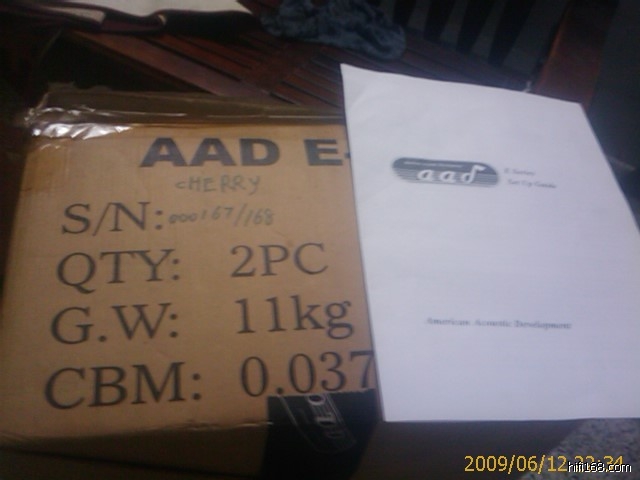 AAD E-
CHERRY
S/N: 000167/168
QTY: 2PC
G.W: 11kg
CBM: 0.037
aad
E Series
Set Up Guide
American Acoustic Development
2009/06/12 22:34
hifi168.com